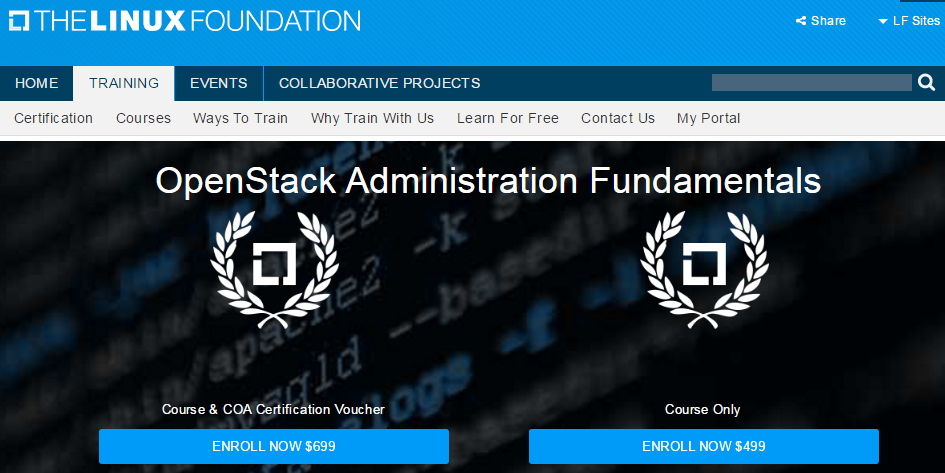 THE LINUX FOUNDATION
Share LF Sites
HOME TRAINING EVENTS COLLABORATIVE PROJECTS
Certification Courses Ways To Train Why Train With Us Learn For Free Contact Us My Portal
OpenStack Administration Fundamentals
Course & COA Certification Voucher Course Only
ENROLL NOW $699 ENROLL NOW $499